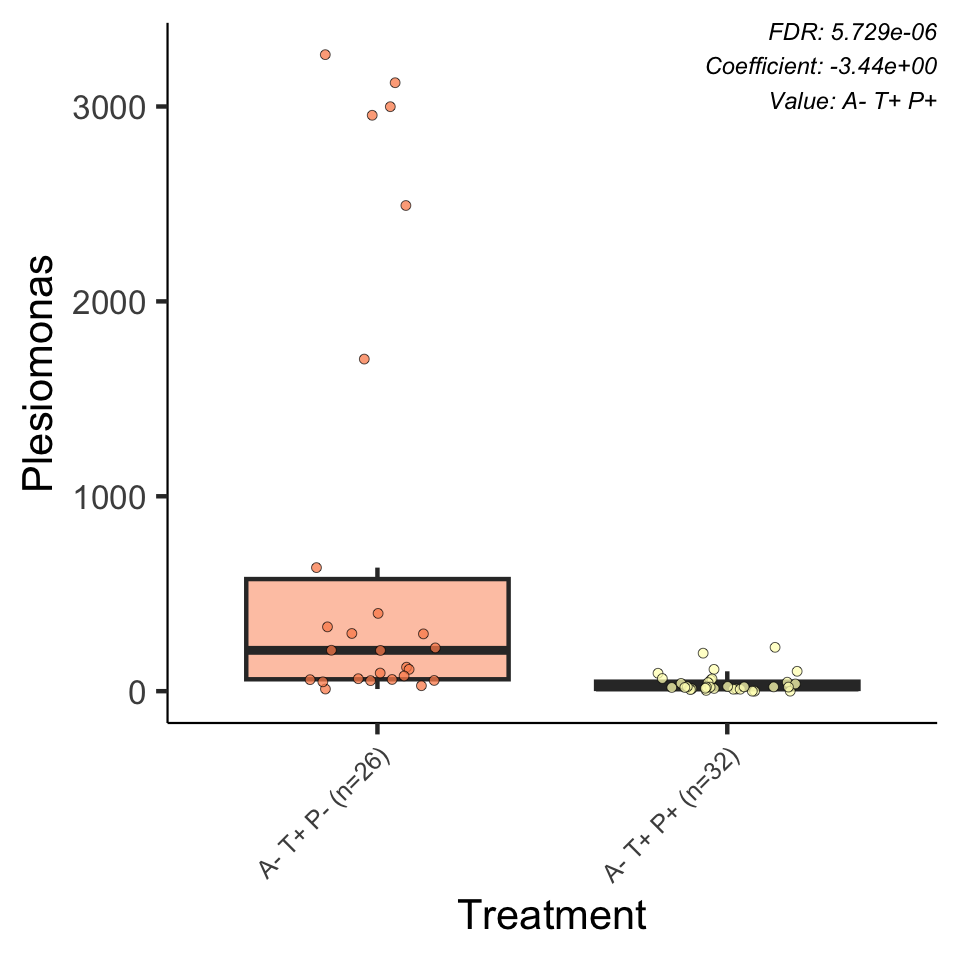 FDR: 5.729e-06
Coefficient: -3.44e+00
Value: A- T+ P+
3000
2000
1000
0
Plesiomonas
A- T+ P- (n=26)
A- T+ P+ (n=32)
Treatment